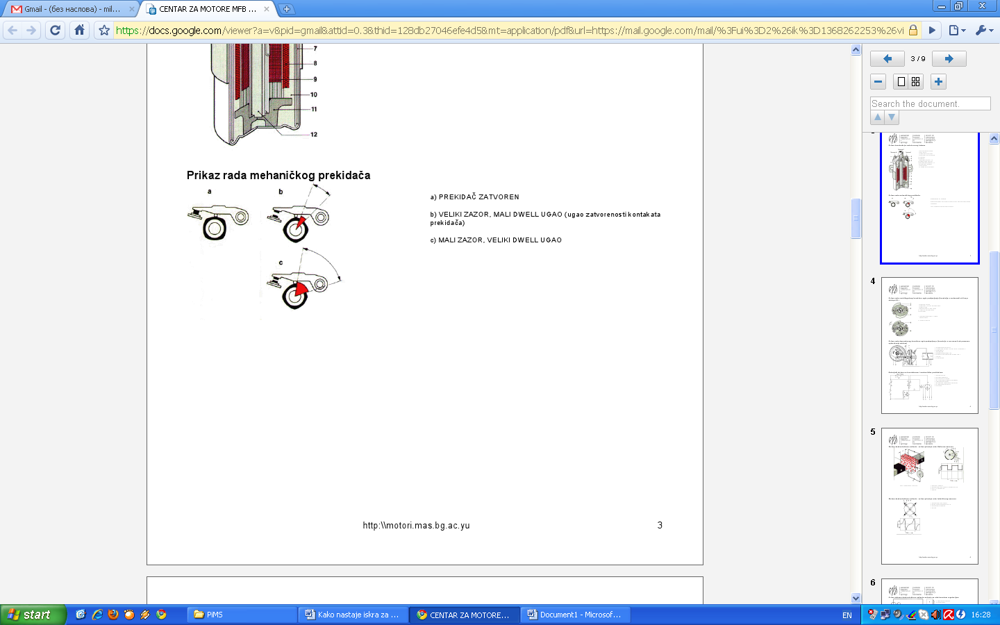 Gmail - (без наслова) - mil...
CENTAR ZA MOTORE MFB ...
https://docs.google.com/viewer?a=v&pid=gmail&attid=0.3&thid=128db27046efe4d5&mt=application/pdf&url=https://mail.google.com/mail/%3Fui%3D2%26ik%3D1368262253%26vi
3 / 9
Search the document.
7
8
9
10
11
12
Prikaz rada mehaničkog prekidača
a
b
c
a) PREKIDAČ ZATVOREN
b) VELIKI ZAZOR, MALI DWELL UGAO (ugao zatvorenosti kontakata
prekidača)
c) MALI ZAZOR, VELIKI DWELL UGAO
http:\\motori.mas.bg.ac.yu
3
4
5
6
start
PiMS
Kako nastaje iskra za ...
CENTAR ZA MOTORE...
Document1 - Microsof...
EN
16:28